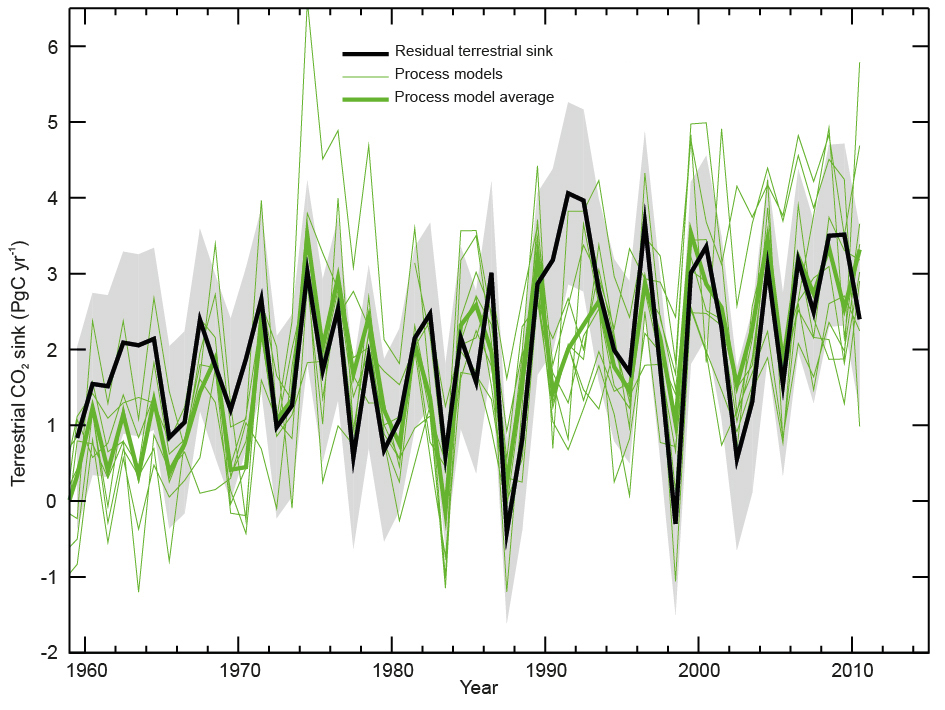 Residual terrestrial sink
Process models
Process model average
6
5
4
3
2
1
0
-1
-2
Terrestrial CO₂ sink (PgC yr⁻¹)
1960 1970 1980 1990 2000 2010
Year